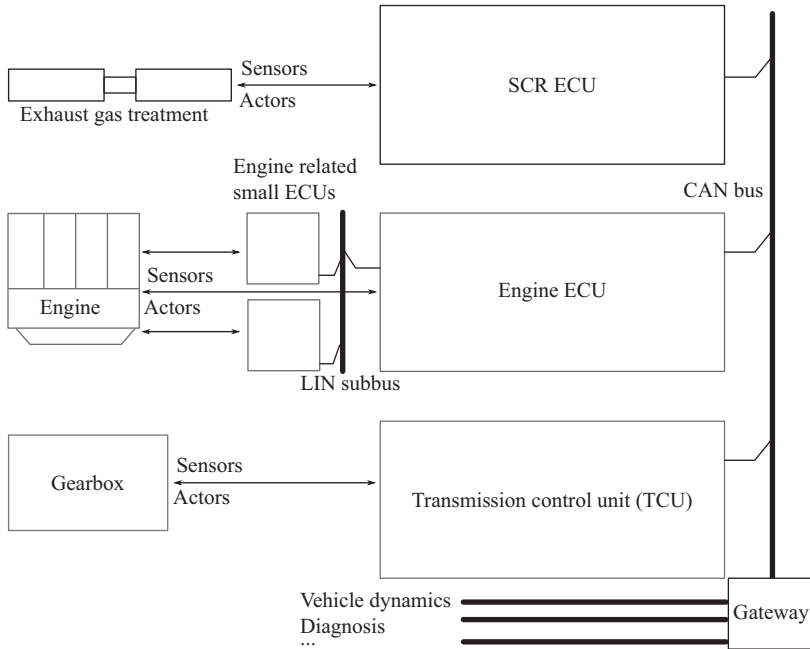 Sensors
Actors
Exhaust gas treatment
SCR ECU
Engine related
small ECUs
CAN bus
Sensors
Actors
Engine
Engine ECU
LIN subbus
Sensors
Actors
Gearbox
Transmission control unit (TCU)
Vehicle dynamics
Diagnosis
...
Gateway